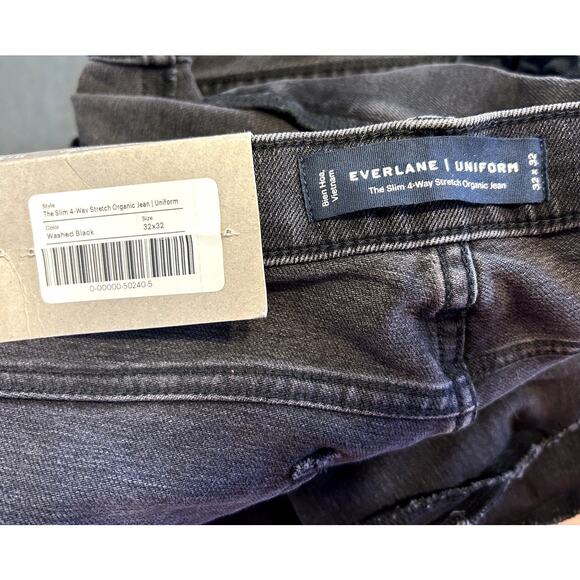 Style
The Slim 4-Way Stretch Organic Jean | Uniform
Color Size
Washed Black 32x32
0-00000-50240-5
Bien Hoa,
Vietnam
EVERLANE | UNIFORM
The Slim 4-Way Stretch Organic Jean
32 x 32